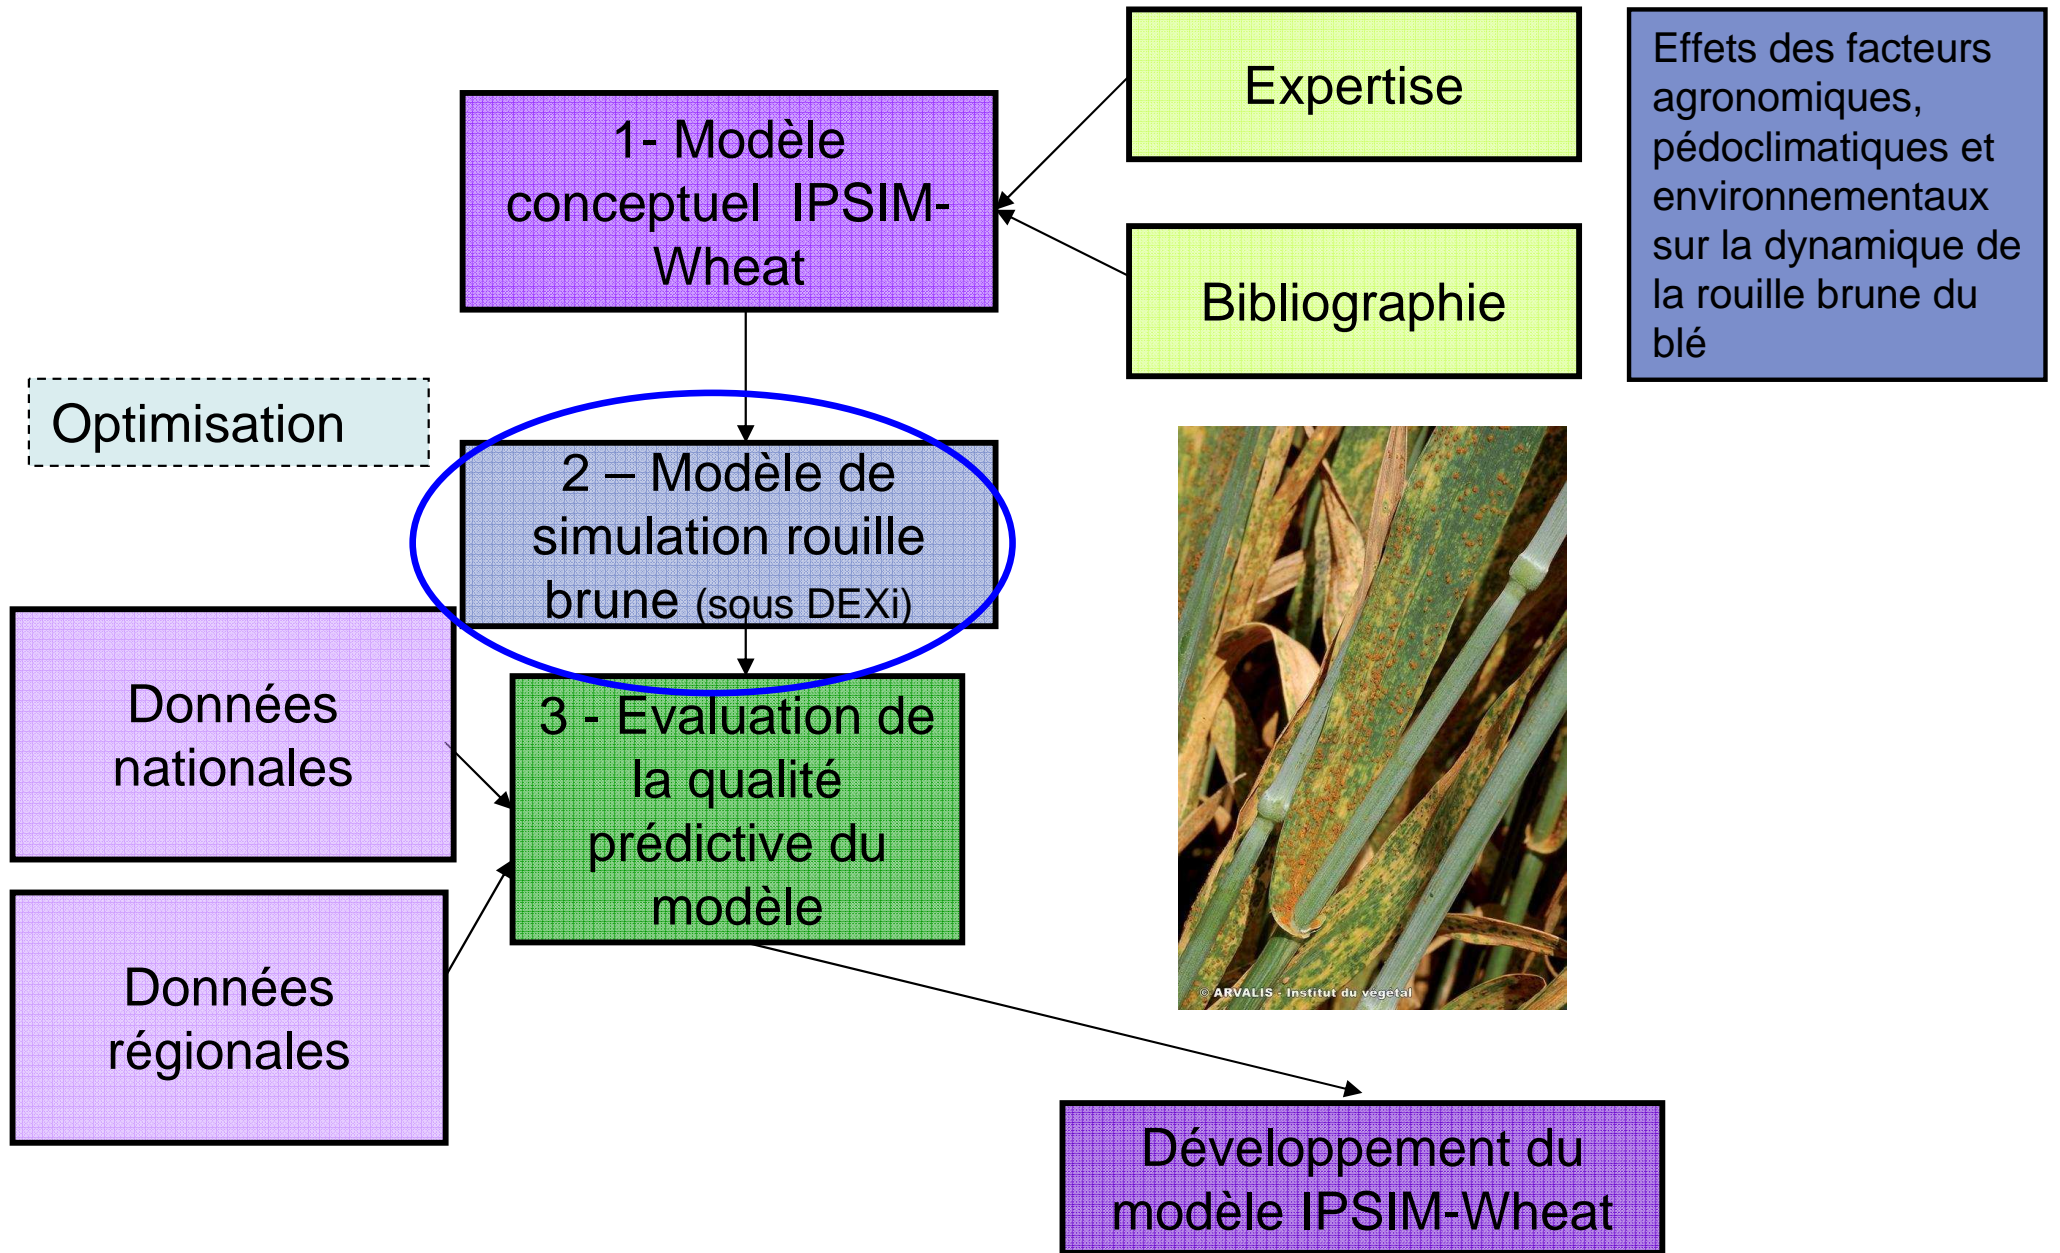 1- Modèle
conceptuel IPSIM-
Wheat
Expertise
Bibliographie
Effets des facteurs
agronomiques,
pédoclimatiques et
environnementaux
sur la dynamique de
la rouille brune du
blé
Optimisation
2 – Modèle de
simulation rouille
brune (sous DEXi)
Données
nationales
3 - Evaluation de
la qualité
prédictive du
modèle
Données
régionales
© ARVALIS - Institut du végétal
Développement du
modèle IPSIM-Wheat